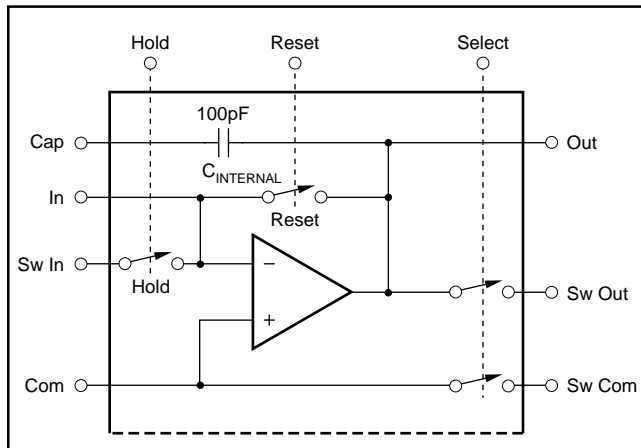 Hold Reset Select
100pF
Cap Out
C_INTERNAL
In
Reset
Sw In
Hold
−
+
Sw Out
Com Sw Com